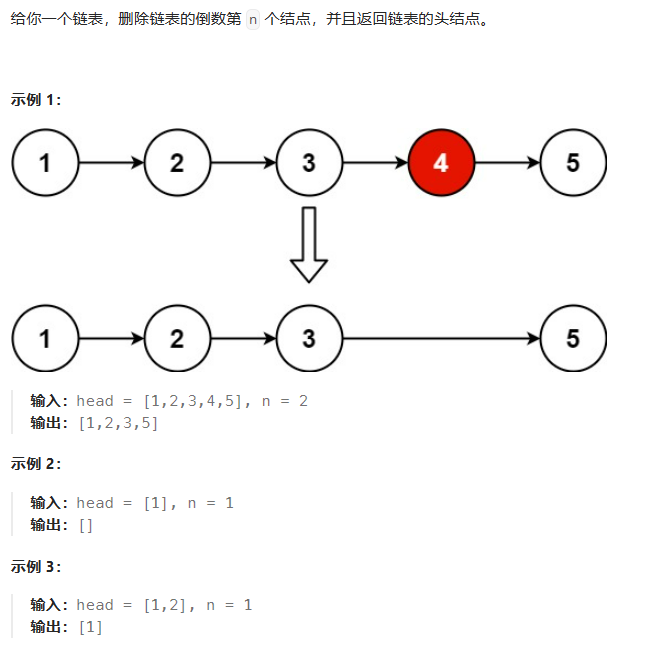 给你一个链表，删除链表的倒数第 n 个结点，并且返回链表的头结点。
示例 1：
1 2 3 4 5
1 2 3 5
输入：head = [1,2,3,4,5], n = 2
输出：[1,2,3,5]
示例 2：
输入：head = [1], n = 1
输出：[]
示例 3：
输入：head = [1,2], n = 1
输出：[1]